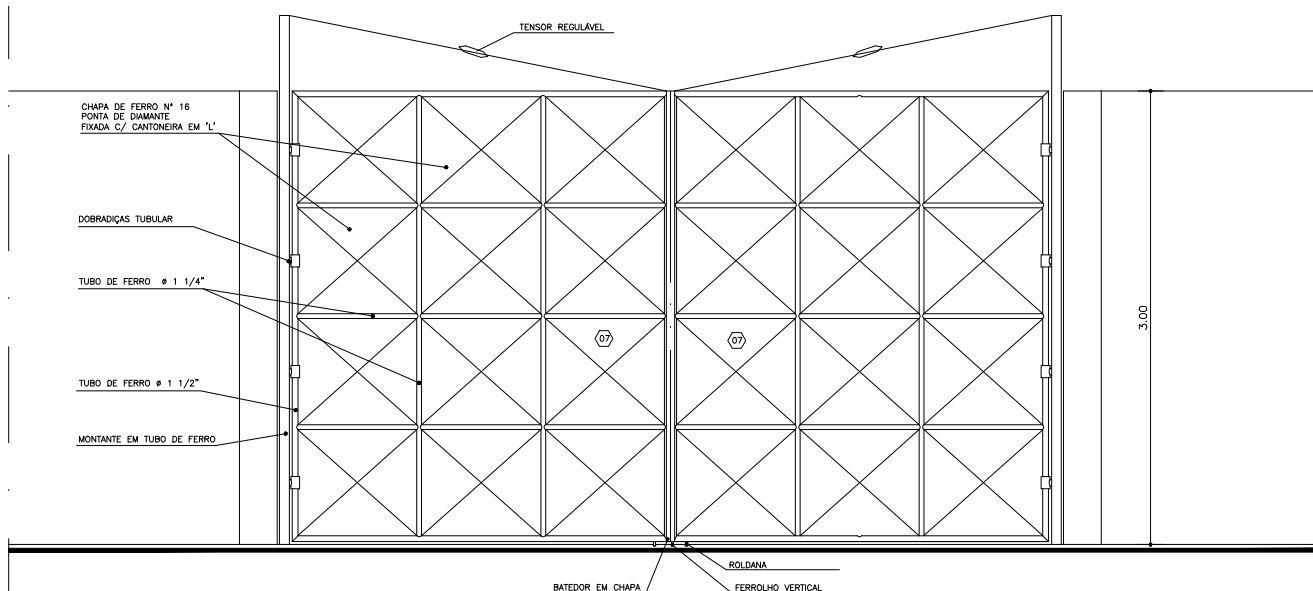 TENSOR REGULÁVEL
CHAPA DE FERRO N° 16
PONTA DE DIAMANTE
FIXADA C/ CANTONEIRA EM 'L'
DOBRADIÇAS TUBULAR
TUBO DE FERRO ø 1 1/4"
07
07
3.00
TUBO DE FERRO ø 1 1/2"
MONTANTE EM TUBO DE FERRO
ROLDANA
BATEDOR EM CHAPA
FERROLHO VERTICAL